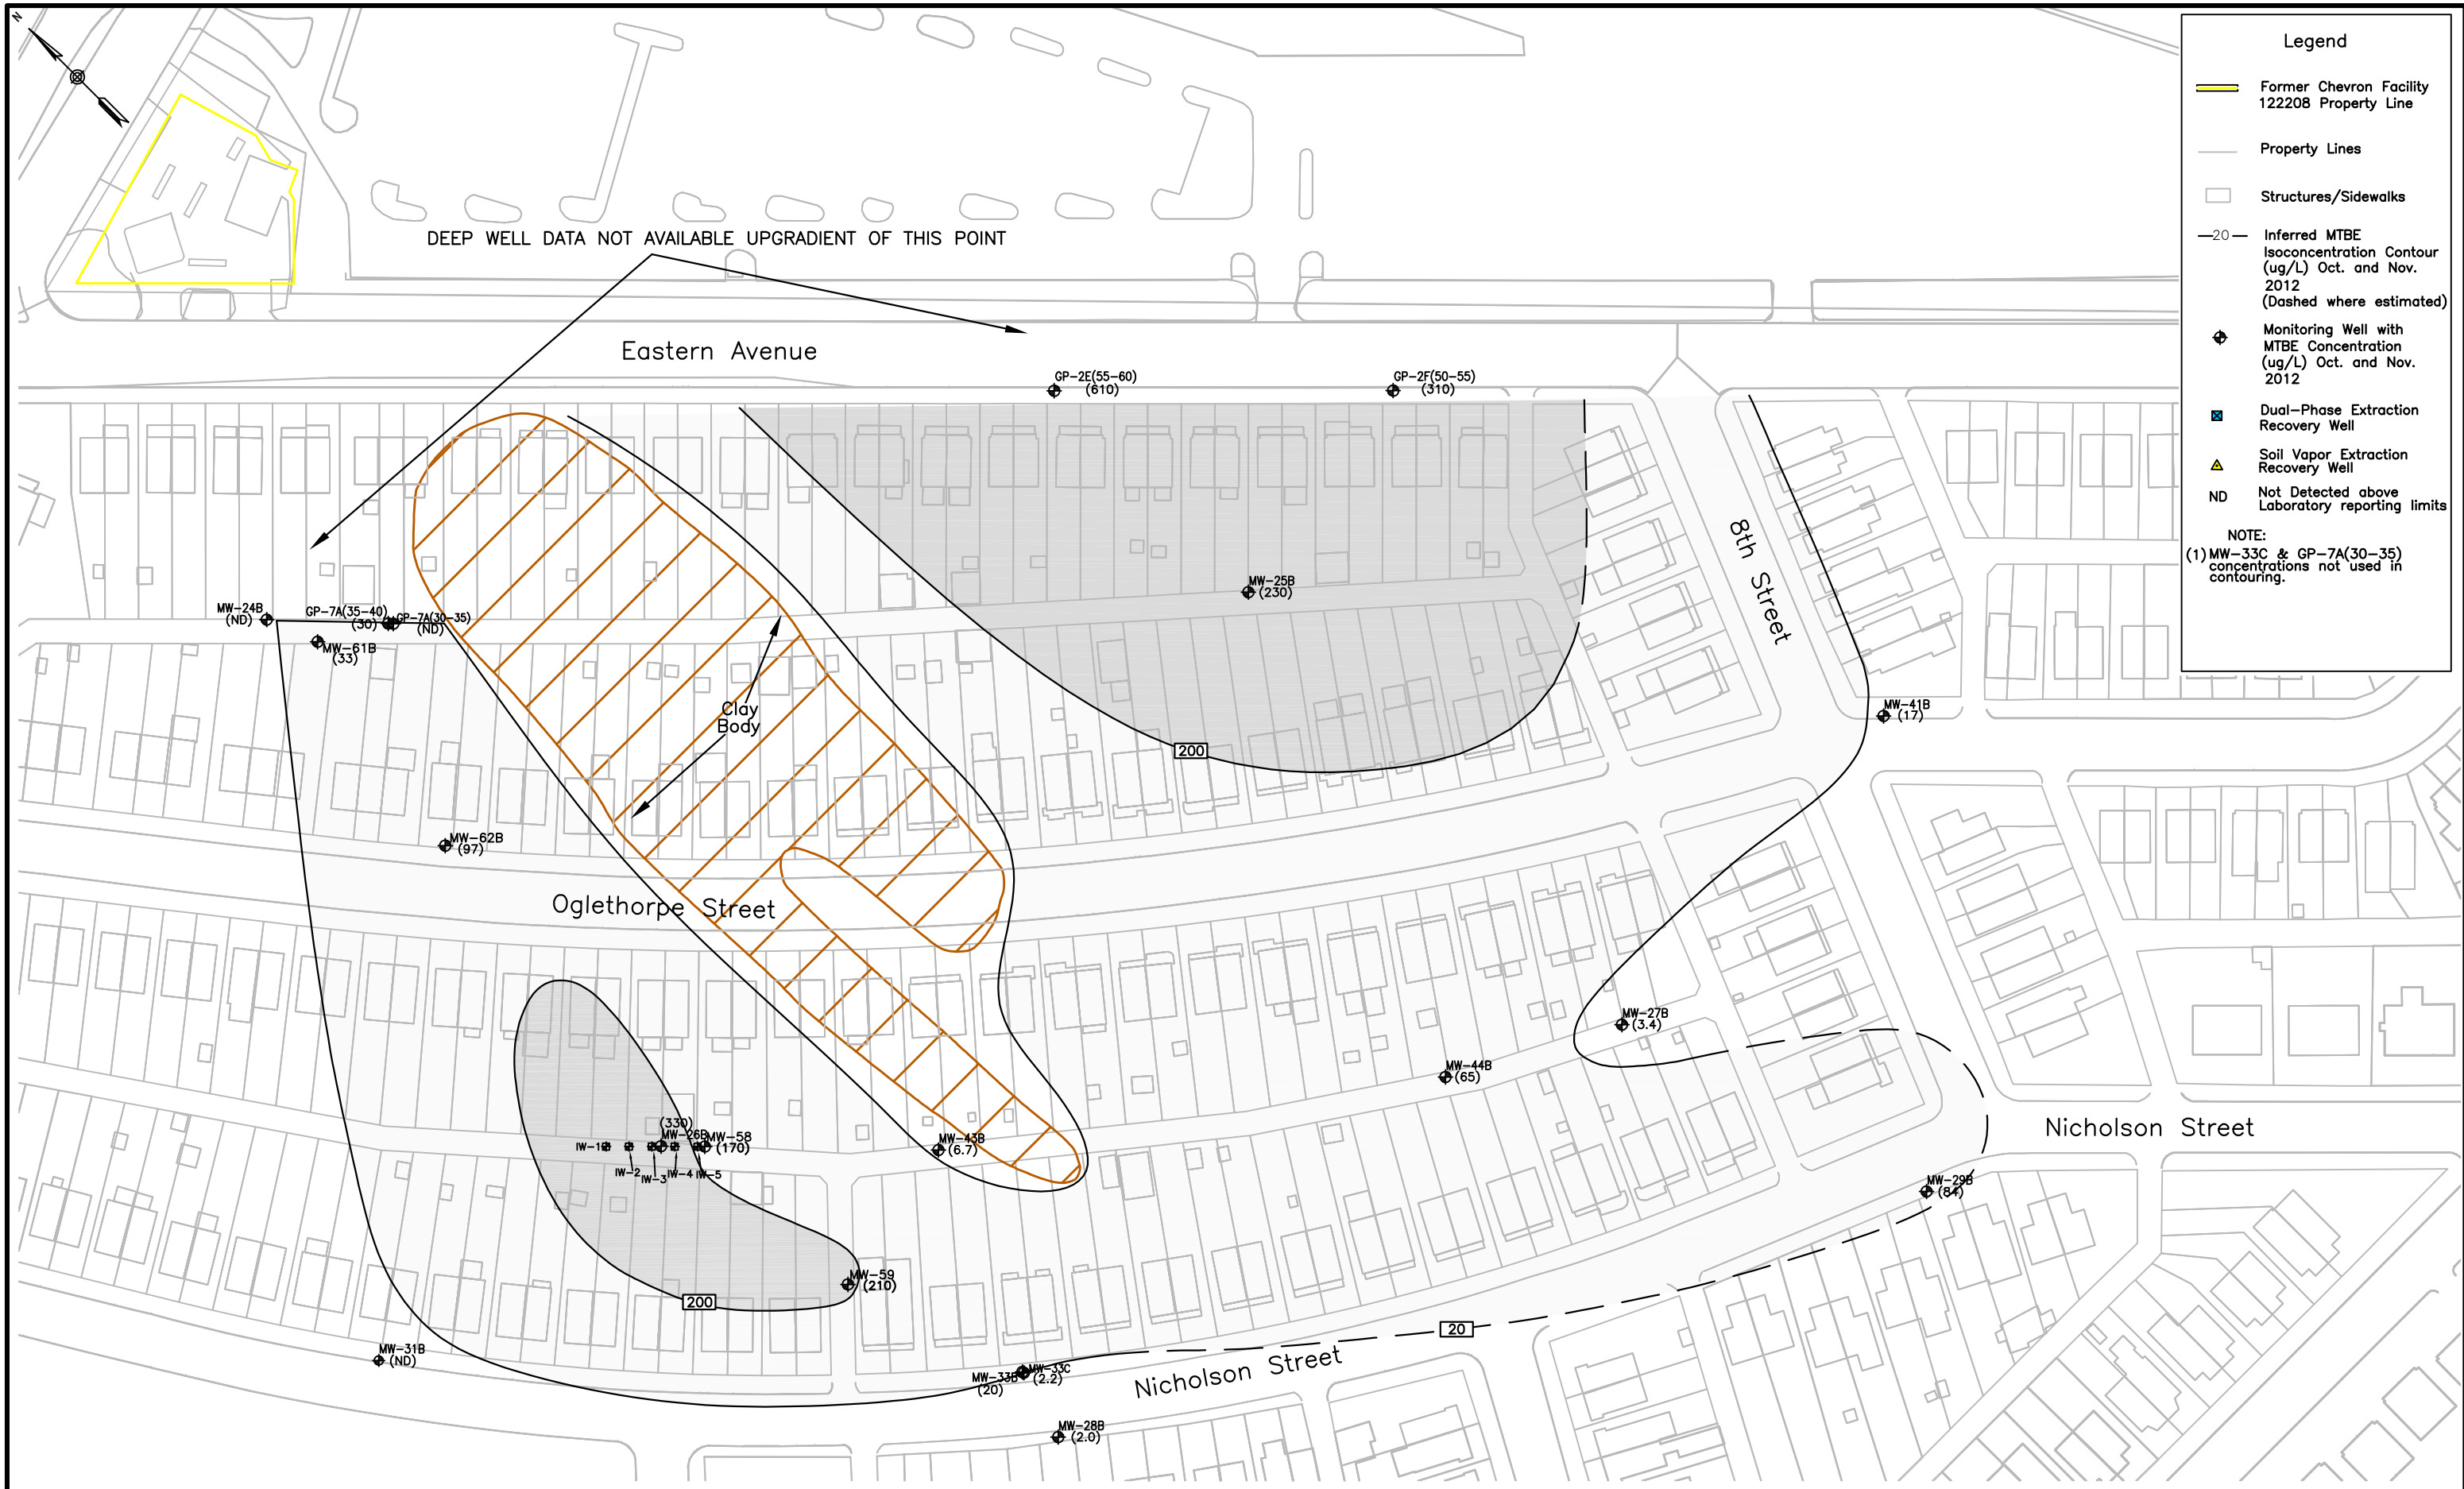 N
DEEP WELL DATA NOT AVAILABLE UPGRADIENT OF THIS POINT
Eastern Avenue
GP-2E(55-60)
(610)
GP-2F(50-55)
(310)
8th Street
MW-25B
(230)
MW-24B
(ND)
GP-7A(35-40)
(30)
GP-7A(30-35)
(ND)
MW-61B
(33)
Clay
Body
MW-41B
(17)
200
MW-62B
(97)
Oglethorpe Street
MW-27B
(3.4)
MW-44B
(65)
(330)
MW-26B
MW-58
(170)
IW-1
IW-2
IW-3
IW-4
IW-5
MW-43B
(6.7)
Nicholson Street
MW-29B
(84)
MW-59
(210)
200
20
MW-31B
(ND)
MW-33B
(20)
MW-33C
(2.2)
Nicholson Street
MW-28B
(2.0)
Legend
Former Chevron Facility
122208 Property Line
Property Lines
Structures/Sidewalks
20
Inferred MTBE
Isoconcentration Contour
(ug/L) Oct. and Nov.
2012
(Dashed where estimated)
Monitoring Well with
MTBE Concentration
(ug/L) Oct. and Nov.
2012
Dual-Phase Extraction
Recovery Well
Soil Vapor Extraction
Recovery Well
ND Not Detected above
Laboratory reporting limits
NOTE:
(1) MW-33C & GP-7A(30-35)
concentrations not used in
contouring.